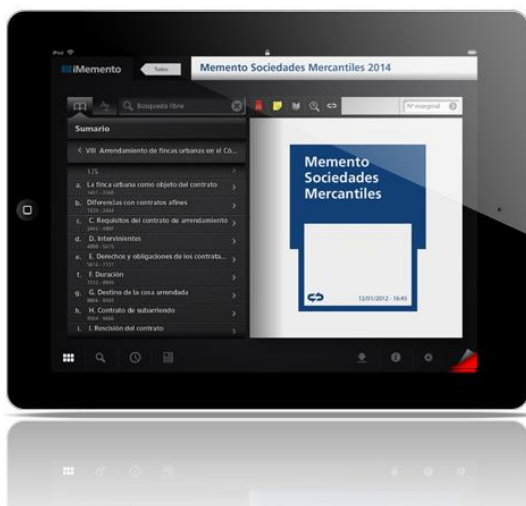 iPad
iMemento
Todos
Memento Sociedades Mercantiles 2014
Búsqueda libre
Nº marginal
Sumario
VIII Arrendamiento de fincas urbanas en el Có...
175
a. La finca urbana como objeto del contrato
b. Diferencias con contratos afines
c. C. Requisitos del contrato de arrendamiento
d. D. Intervinientes
e. E. Derechos y obligaciones de los contrata...
f. F. Duración
g. G. Destino de la cosa arrendada
h. H. Contrato de subarriendo
i. I. Rescisión del contrato
Memento
Sociedades
Mercantiles
12/01/2012 - 16:45